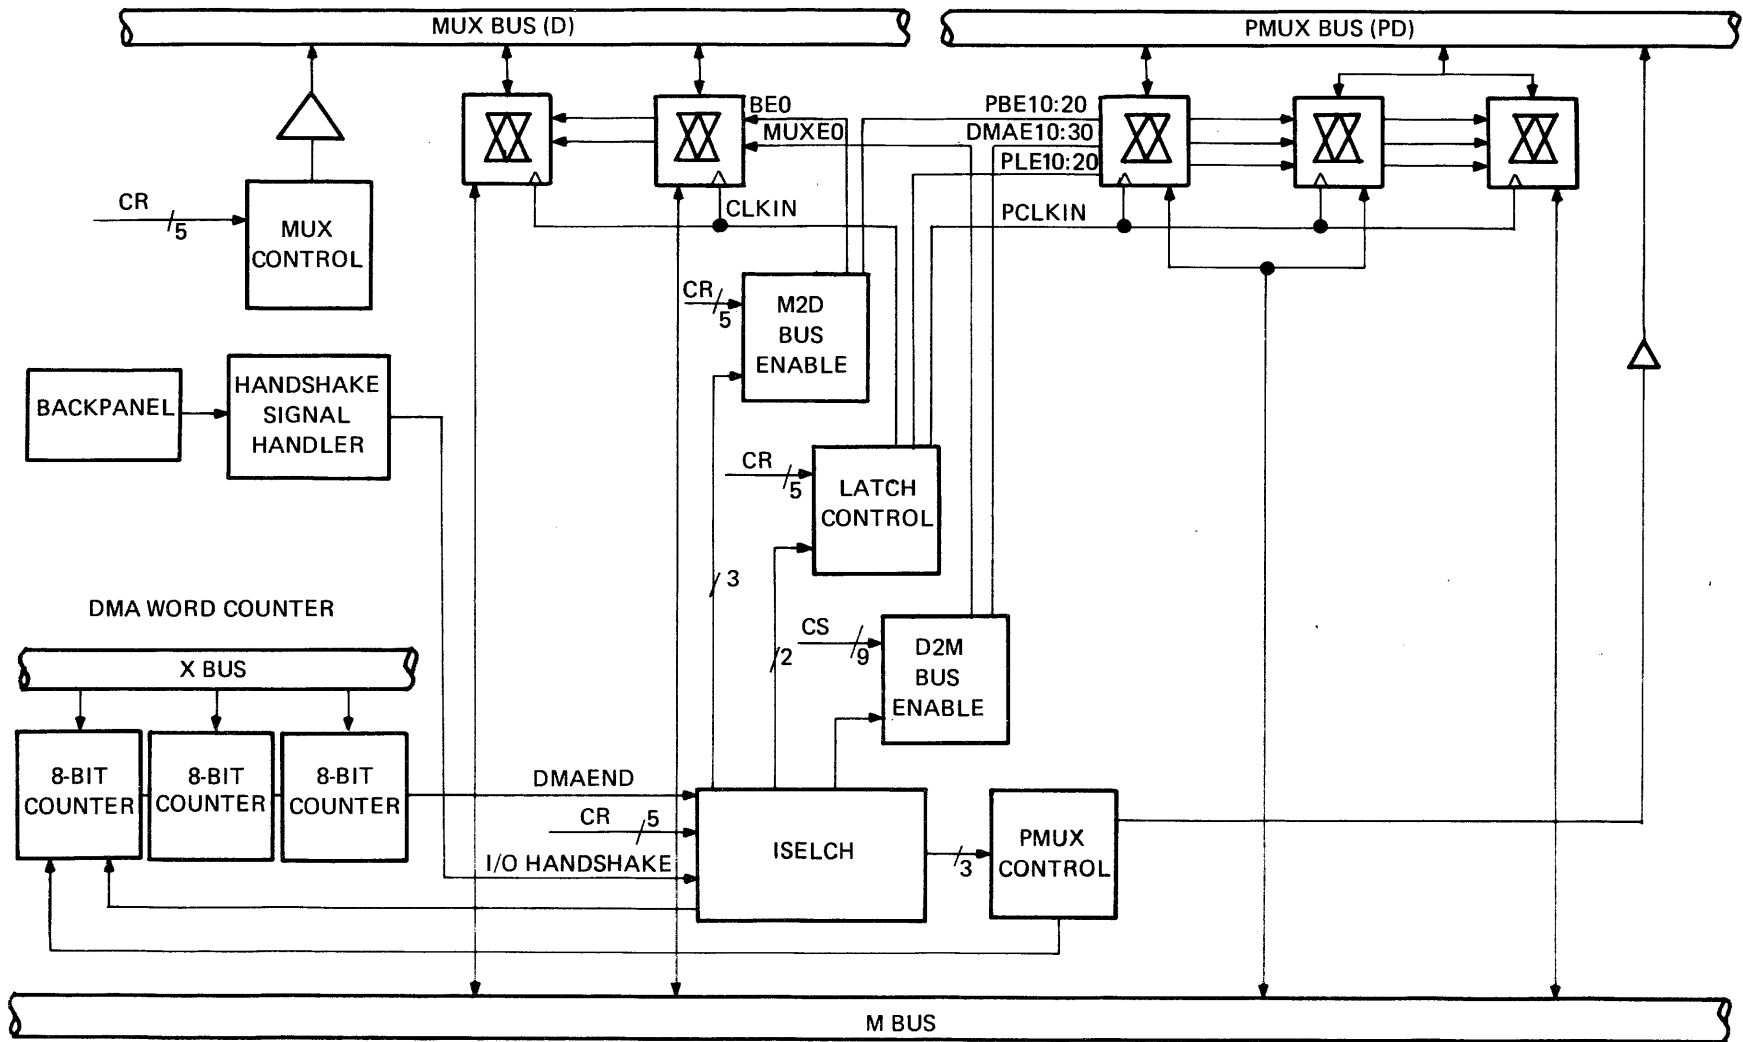 MUX BUS (D)
PMUX BUS (PD)
BE0
MUXE0
PBE10:20
DMAE10:30
PLE10:20
CR
5
MUX
CONTROL
CLKIN
PCLKIN
CR
5
M2D
BUS
ENABLE
BACKPANEL
HANDSHAKE
SIGNAL
HANDLER
CR
5
LATCH
CONTROL
3
2
DMA WORD COUNTER
X BUS
CS
9
D2M
BUS
ENABLE
8-BIT
COUNTER
8-BIT
COUNTER
8-BIT
COUNTER
DMAEND
CR
5
I/O HANDSHAKE
ISELCH
3
PMUX
CONTROL
M BUS